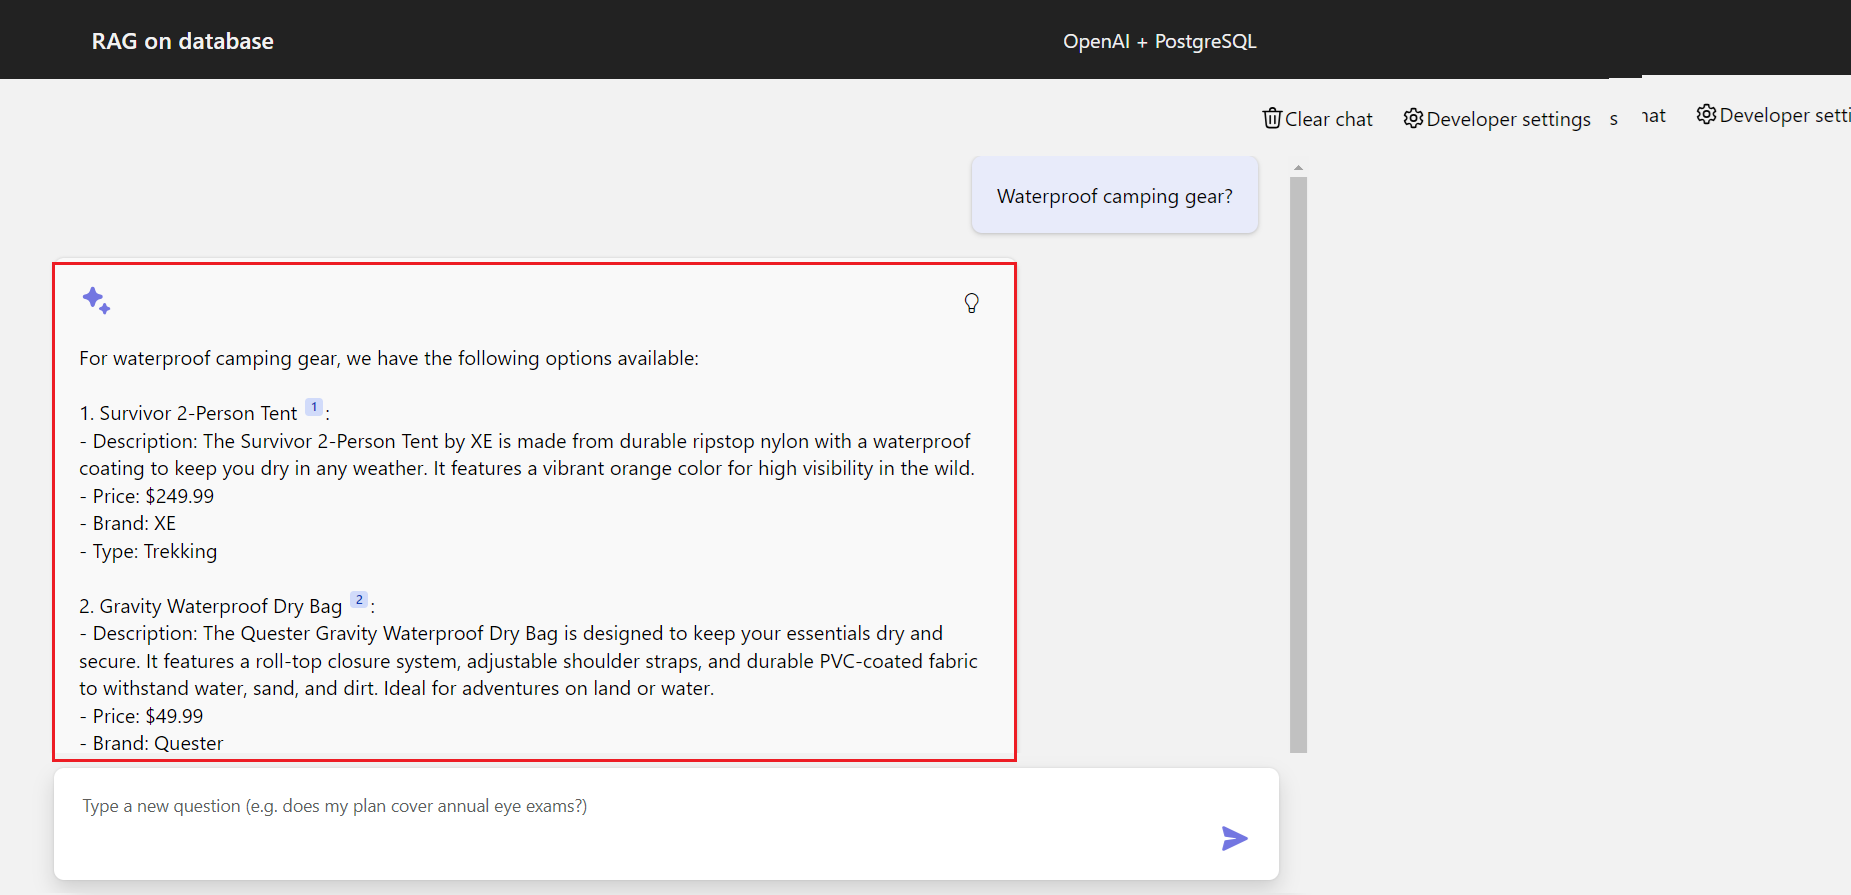 RAG on database
OpenAI + PostgreSQL
Clear chat
Developer settings
s
hat
Developer setti
Waterproof camping gear?
For waterproof camping gear, we have the following options available:
1. Survivor 2-Person Tent 1 :
- Description: The Survivor 2-Person Tent by XE is made from durable ripstop nylon with a waterproof
coating to keep you dry in any weather. It features a vibrant orange color for high visibility in the wild.
- Price: $249.99
- Brand: XE
- Type: Trekking
2. Gravity Waterproof Dry Bag 2 :
- Description: The Quester Gravity Waterproof Dry Bag is designed to keep your essentials dry and
secure. It features a roll-top closure system, adjustable shoulder straps, and durable PVC-coated fabric
to withstand water, sand, and dirt. Ideal for adventures on land or water.
- Price: $49.99
- Brand: Quester
Type a new question (e.g. does my plan cover annual eye exams?)